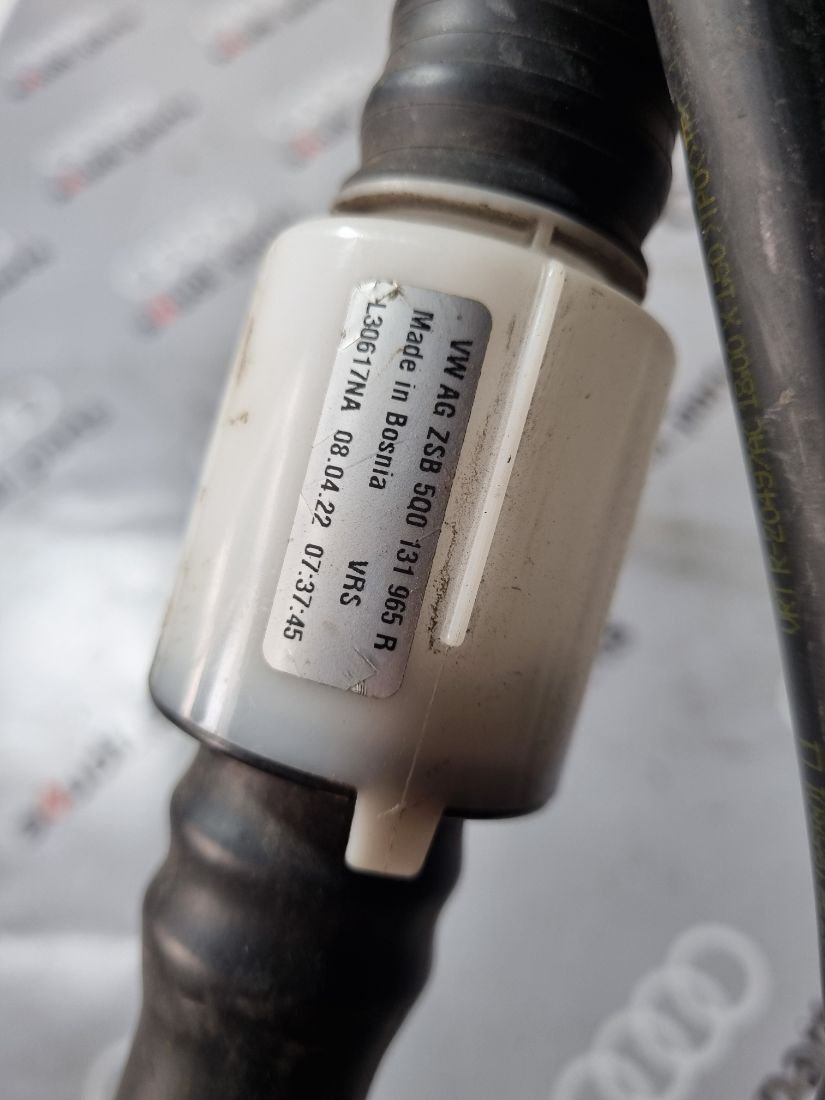 VW AG ZSB 5Q0 131 965 R
Made in Bosnia VRS
L30617NA 08.04.22 07:37:45